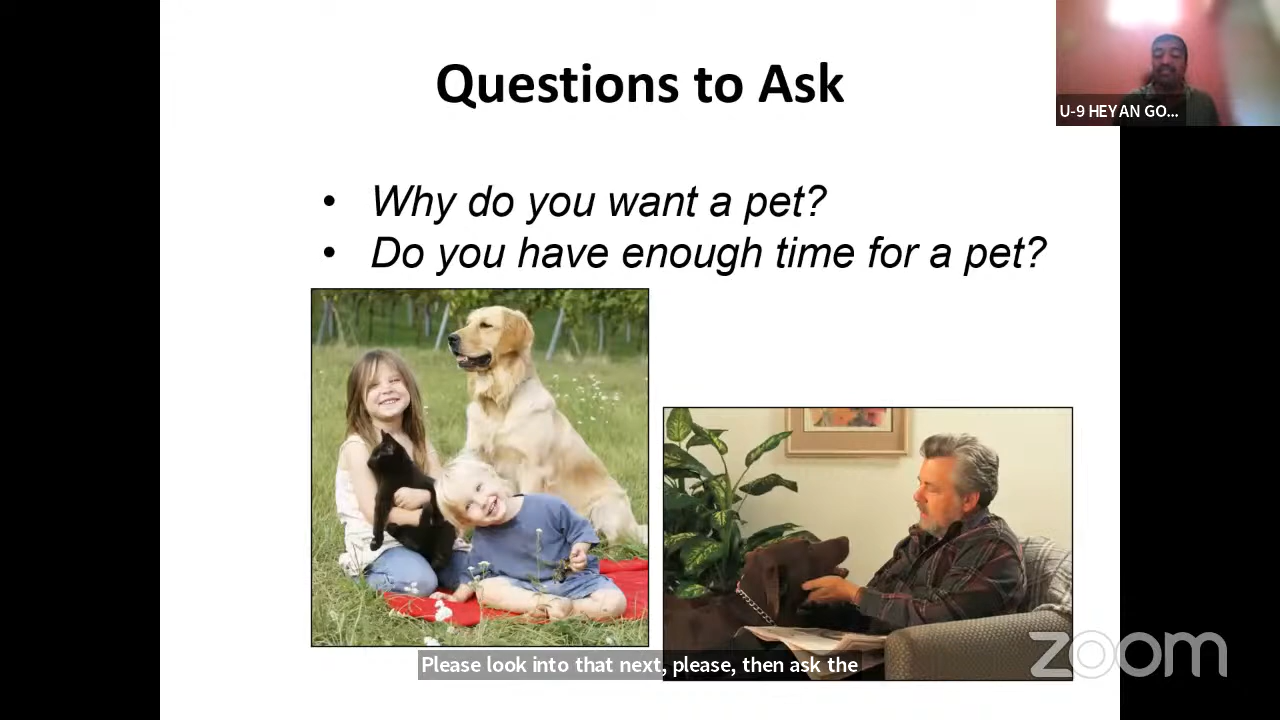 Questions to Ask
U-9 HEYAN GO...
• Why do you want a pet?
• Do you have enough time for a pet?
Please look into that next, please, then ask the
zoom